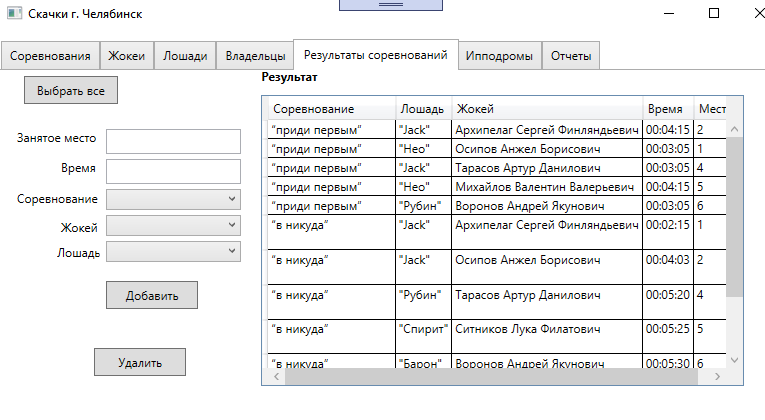 Скачки г. Челябинск
Соревнования Жокеи Лошади Владельцы Результаты соревнований Ипподромы Отчеты
Выбрать все
Результат
Занятое место
Время
Соревнование
Жокей
Лошадь
Добавить
Удалить
Соревнование Лошадь Жокей Время Мест
"приди первым" "Jack" Архипелаг Сергей Финляндьевич 00:04:15 2
"приди первым" "Нео" Осипов Анжел Борисович 00:03:05 1
"приди первым" "Jack" Тарасов Артур Данилович 00:03:05 4
"приди первым" "Нео" Михайлов Валентин Валерьевич 00:04:15 5
"приди первым" "Рубин" Воронов Андрей Якунович 00:03:05 6
"в никуда" "Jack" Архипелаг Сергей Финляндьевич 00:02:15 1
"в никуда" "Jack" Осипов Анжел Борисович 00:04:03 2
"в никуда" "Рубин" Тарасов Артур Данилович 00:05:20 4
"в никуда" "Спирит" Ситников Лука Филатович 00:05:25 5
"в никуда" "Барон" Воронов Андрей Якунович 00:05:30 6